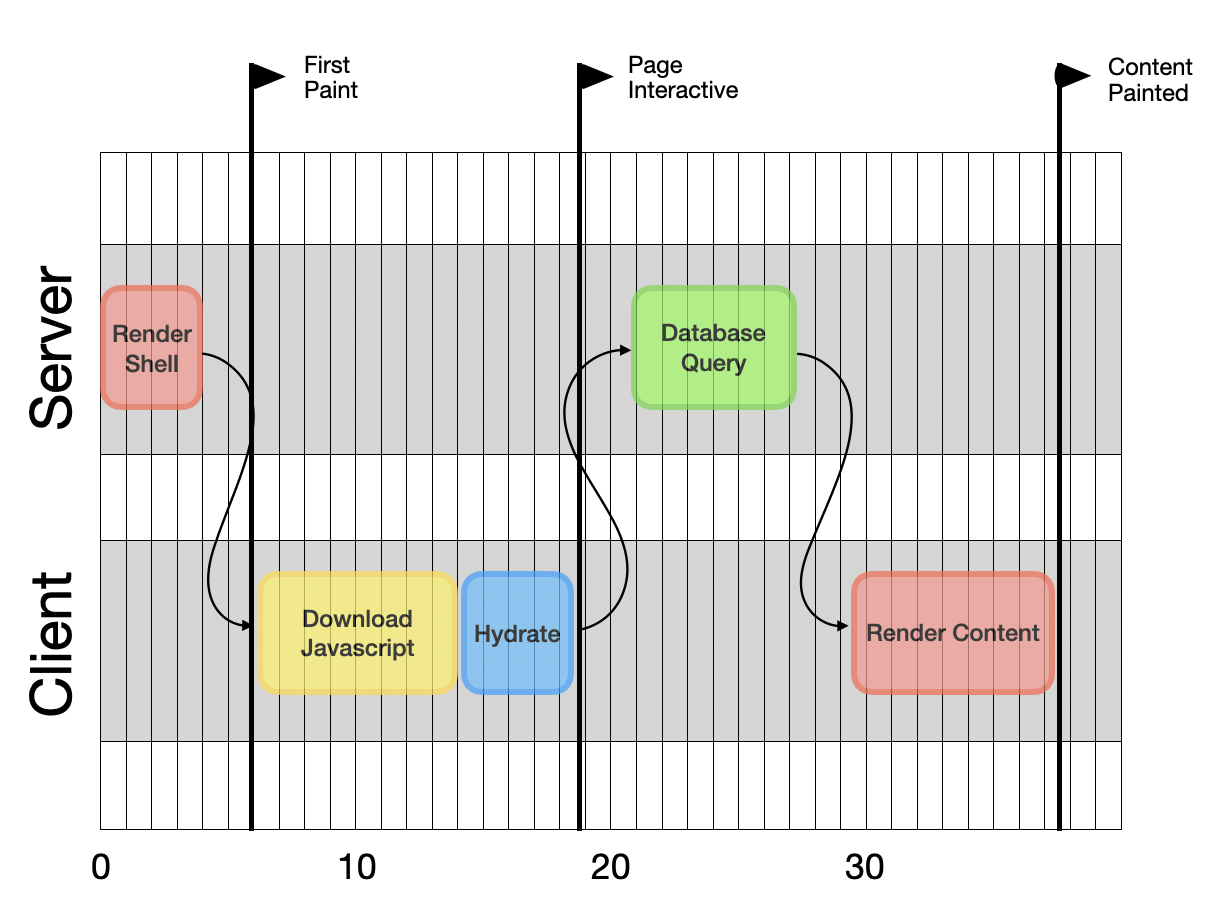 First
Paint
Page
Interactive
Content
Painted
Server
Render
Shell
Database
Query
Client
Download
Javascript
Hydrate
Render Content
0
10
20
30